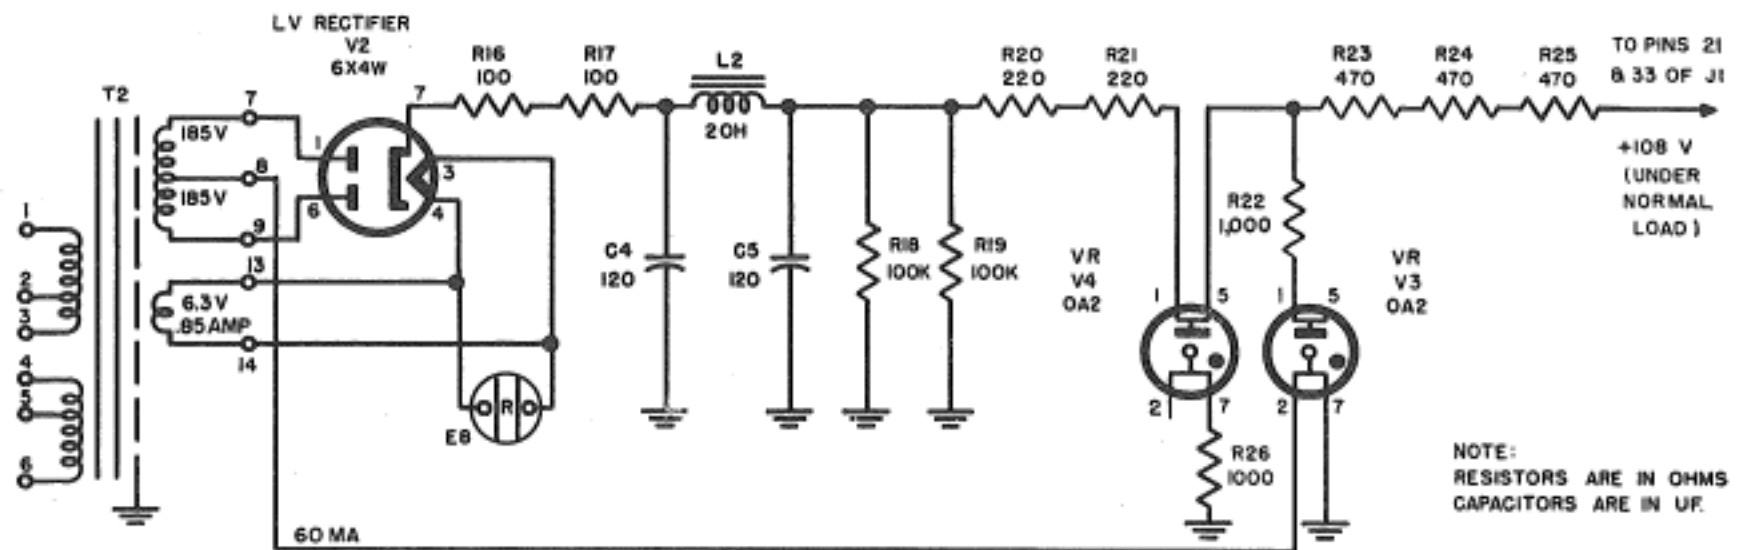 LV RECTIFIER
V2
6X4W
T2
1
2
3
4
5
6
7
185V
8
185V
9
13
6.3V
.85 AMP
14
1
6
7
3
4
R16
100
R17
100
L2
20H
C4
120
C5
120
R18
100K
R19
100K
R20
220
R21
220
VR
V4
OA2
1
5
2
7
R26
1000
R22
1,000
R23
470
R24
470
R25
470
TO PINS 21
& 33 OF J1
+108 V
(UNDER
NORMAL
LOAD)
VR
V3
OA2
1
5
2
7
E8
R
60 MA
NOTE:
RESISTORS ARE IN OHMS
CAPACITORS ARE IN UF.